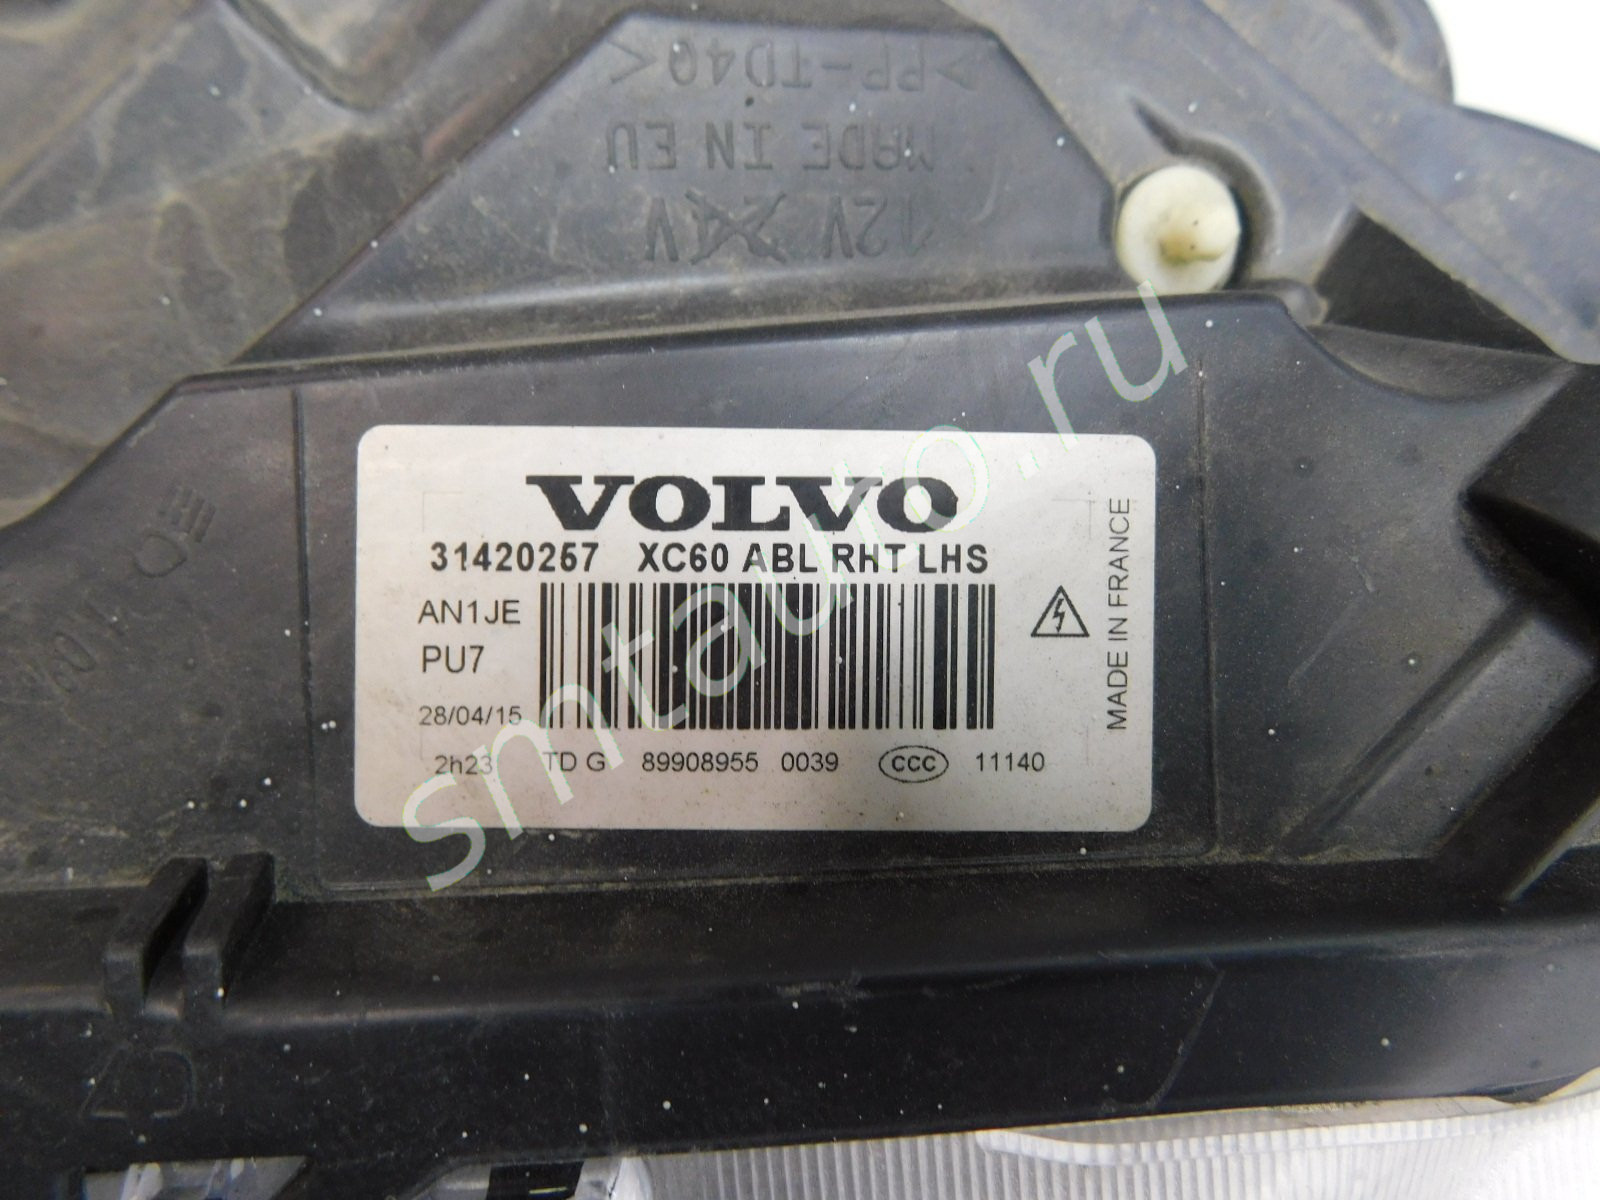 >PP-TD40<
MADE IN EU
12V 24V
VOLVO
31420257 XC60 ABL RHT LHS
AN1JE
PU7
28/04/15
2h23 TD G 89908955 0039 CCC 11140
MADE IN FRANCE
smtauto.ru